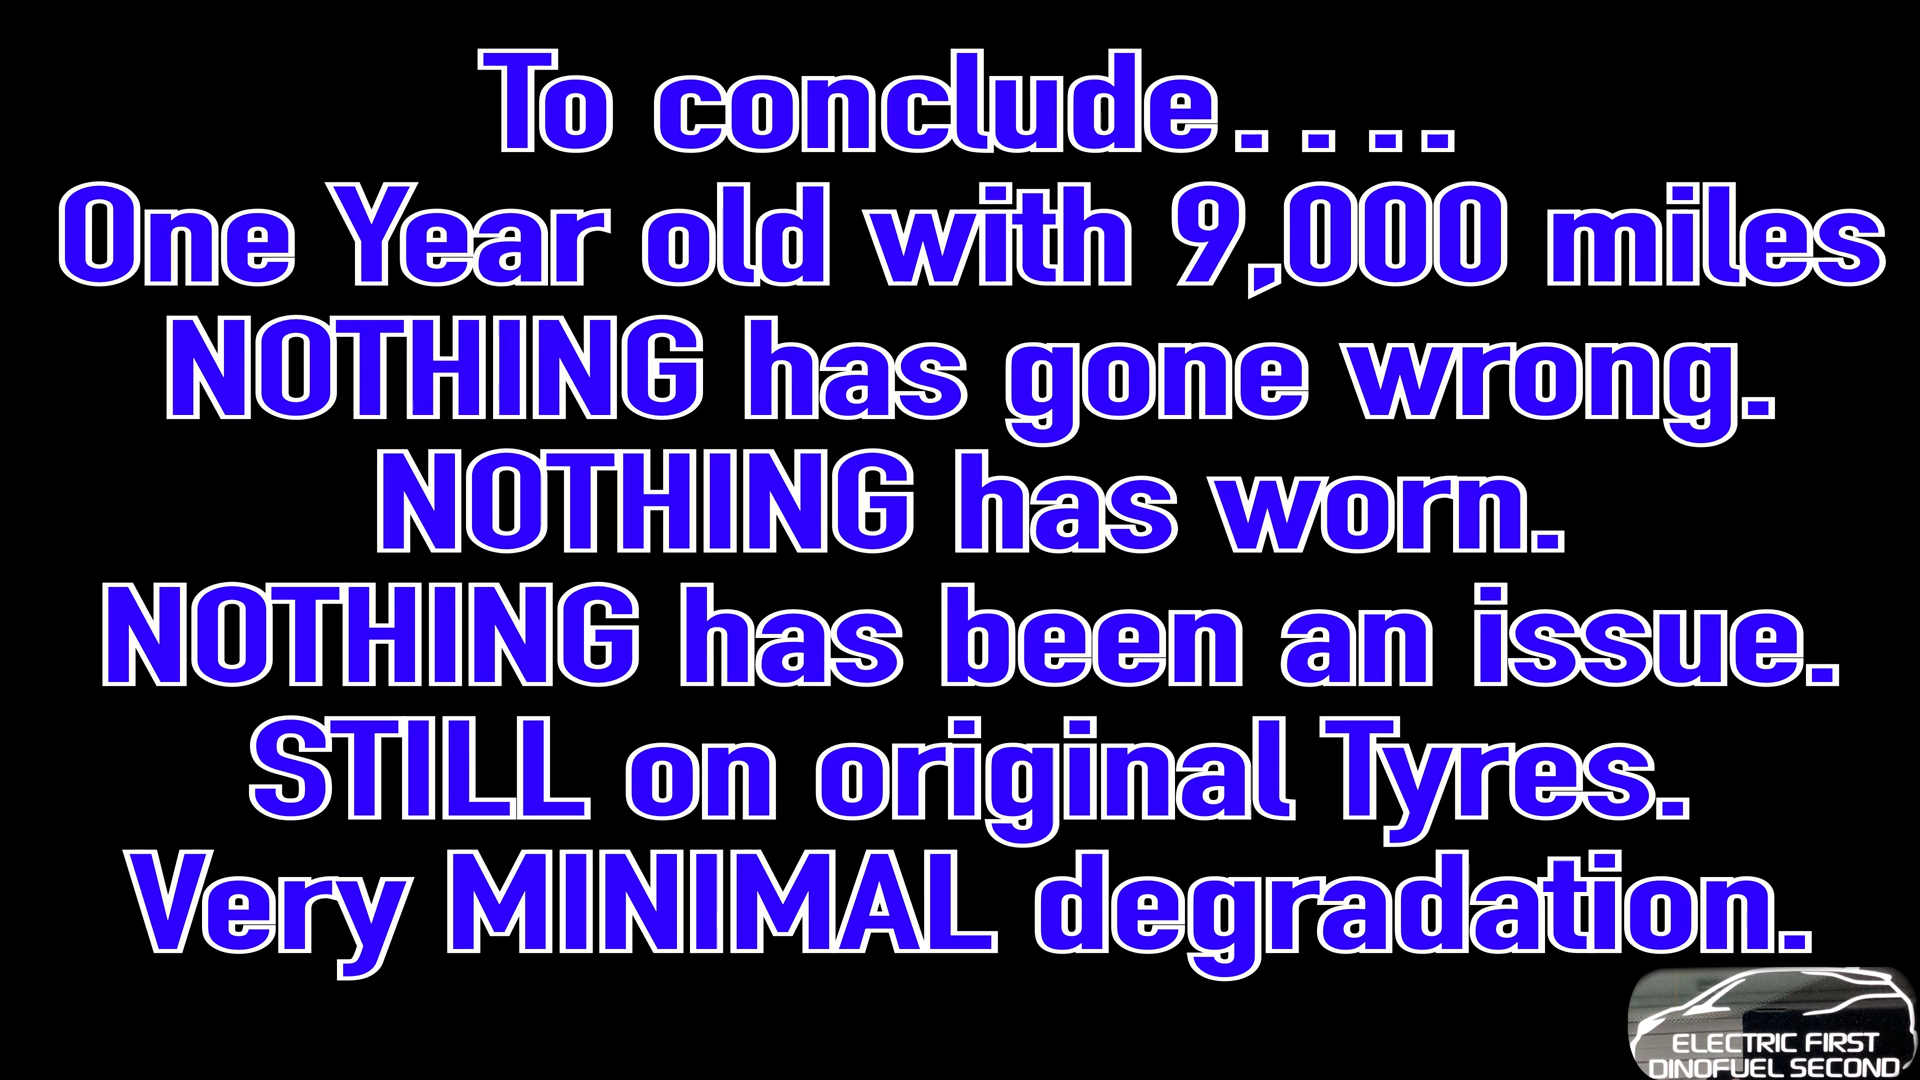 To conclude....
One Year old with 9,000 miles
NOTHING has gone wrong.
NOTHING has worn.
NOTHING has been an issue.
STILL on original Tyres.
Very MINIMAL degradation.
ELECTRIC FIRST
DINOFUEL SECOND